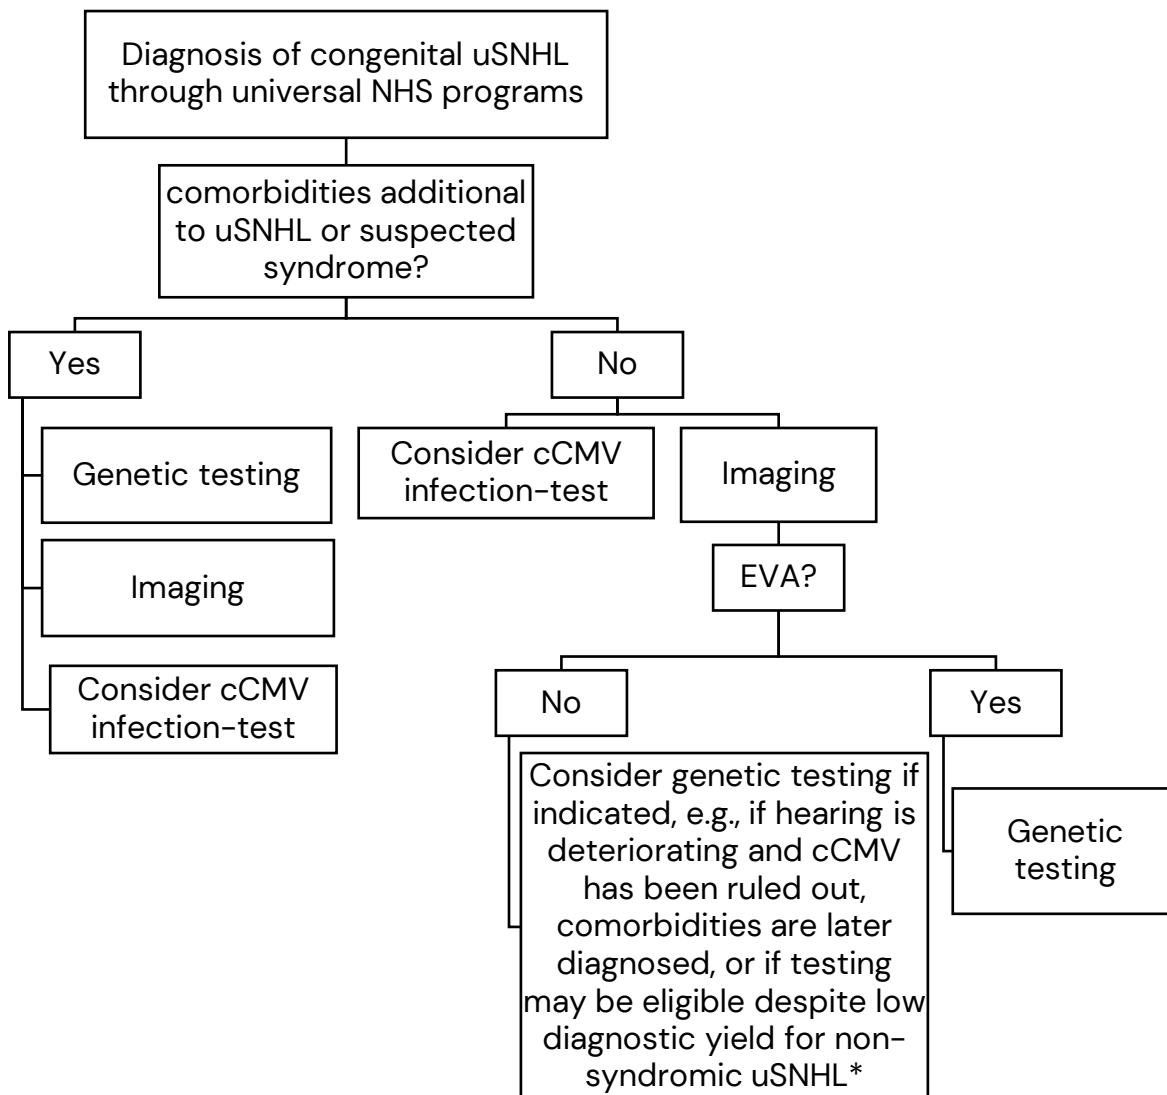 Diagnosis of congenital uSNHL
through universal NHS programs
comorbidities additional
to uSNHL or suspected
syndrome?
Yes
No
Genetic testing
Imaging
Consider cCMV
infection-test
Consider cCMV
infection-test
Imaging
EVA?
No
Yes
Consider genetic testing if
indicated, e.g., if hearing is
deteriorating and cCMV
has been ruled out,
comorbidities are later
diagnosed, or if testing
may be eligible despite low
diagnostic yield for non-
syndromic uSNHL*
Genetic
testing